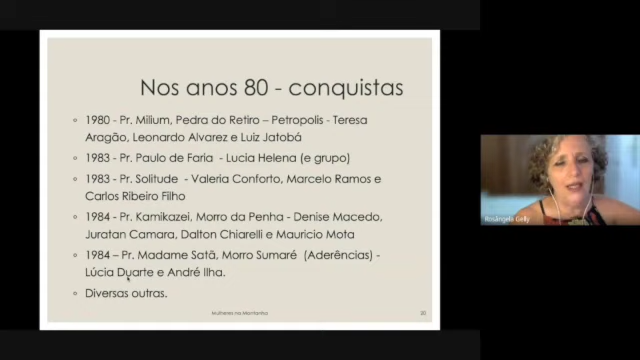 Nos anos 80 - conquistas
1980 - Pr. Milium, Pedra do Retiro – Petropolis - Teresa
Aragão, Leonardo Alvarez e Luiz Jatobá
1983 - Pr. Paulo de Faria - Lucia Helena (e grupo)
1983 - Pr. Solitude - Valeria Conforto, Marcelo Ramos e
Carlos Ribeiro Filho
1984 - Pr. Kamikazei, Morro da Penha - Denise Macedo,
Juratan Camara, Dalton Chiarelli e Mauricio Mota
1984 – Pr. Madame Satã, Morro Sumaré (Aderências) -
Lúcia Duarte e André Ilha.
Diversas outras.
Mulheres na Montanha
20
Rosângela Gelly